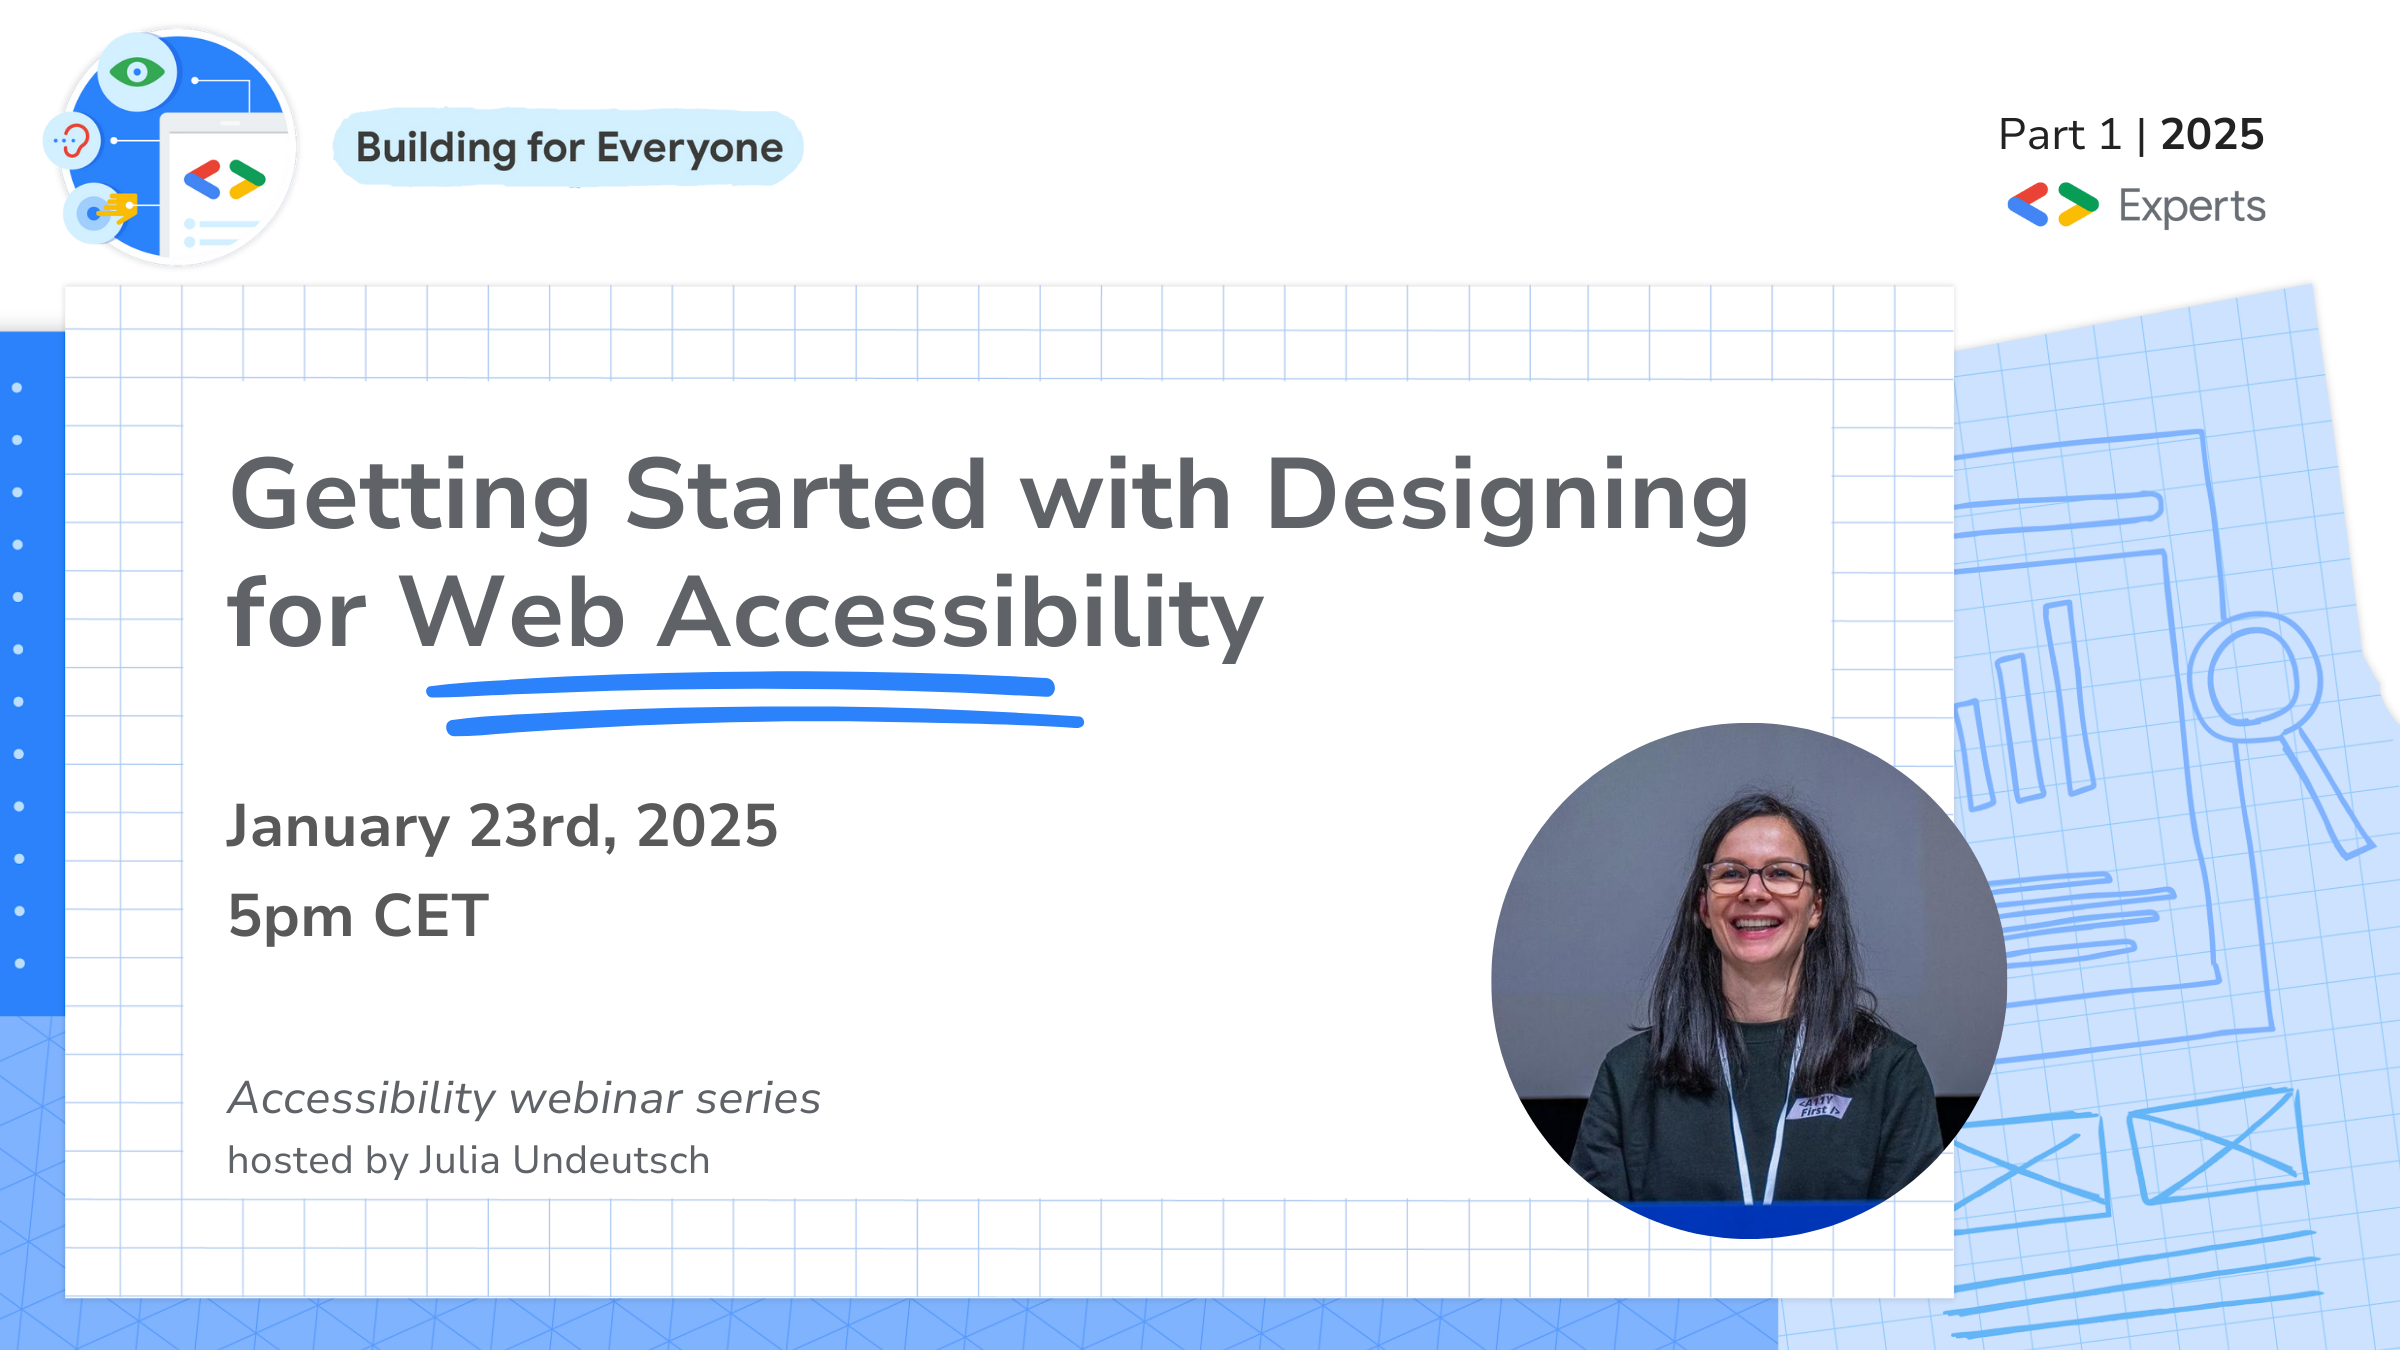 Building for Everyone
Part 1 | 2025
Experts
Getting Started with Designing
for Web Accessibility
January 23rd, 2025
5pm CET
Accessibility webinar series
hosted by Julia Undeutsch
<A11Y
First />